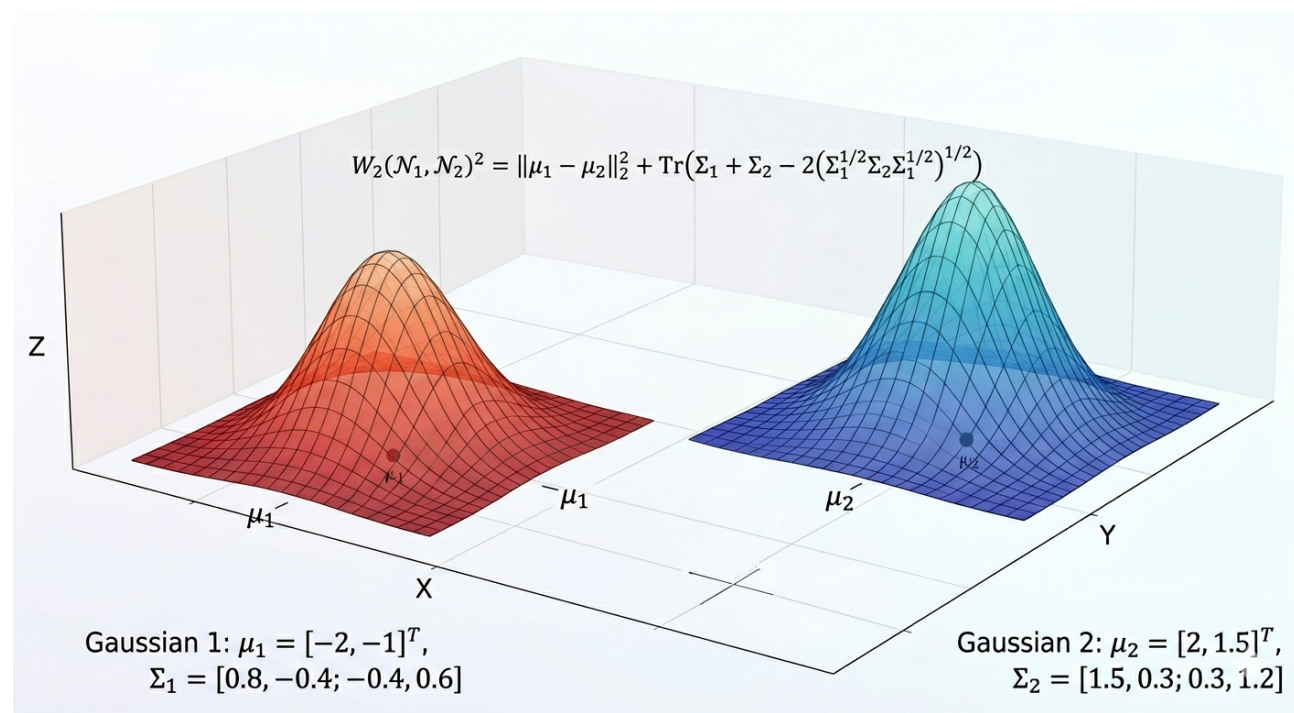 W₂(𝒩₁, 𝒩₂)² = ‖μ₁ − μ₂‖₂² + Tr(Σ₁ + Σ₂ − 2(Σ₁^{1/2}Σ₂Σ₁^{1/2})^{1/2})
Z
μ₁
μ₂
μ₁
μ₁
μ₂
Y
X
Gaussian 1: μ₁ = [−2, −1]ᵀ,
Σ₁ = [0.8, −0.4; −0.4, 0.6]
Gaussian 2: μ₂ = [2, 1.5]ᵀ,
Σ₂ = [1.5, 0.3; 0.3, 1.2]